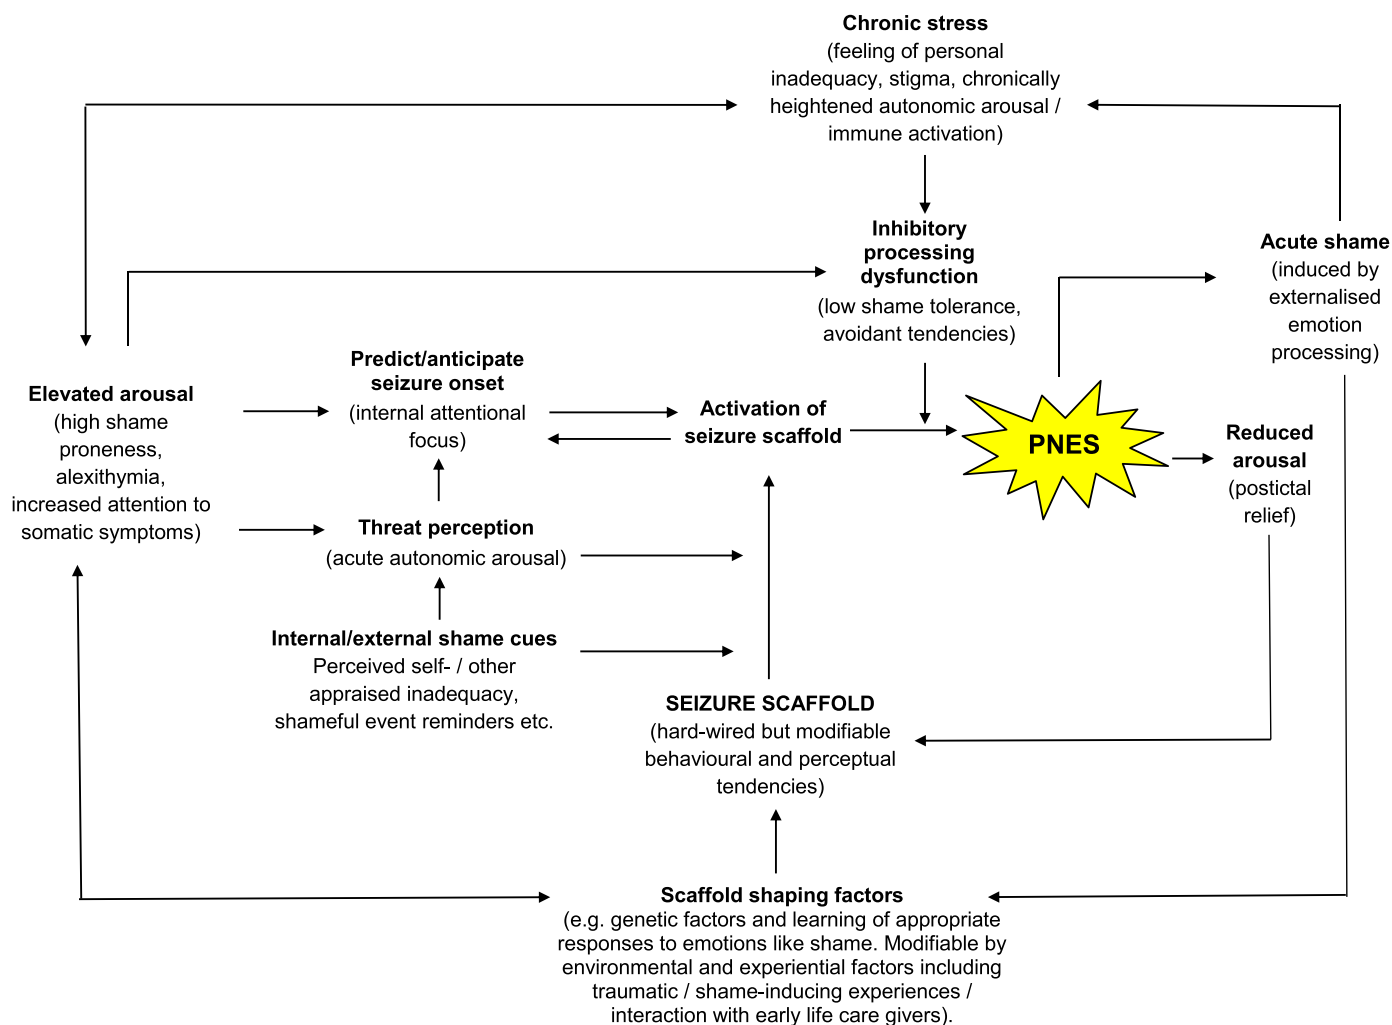 Chronic stress
(feeling of personal
inadequacy, stigma, chronically
heightened autonomic arousal /
immune activation)
Inhibitory
processing
dysfunction
(low shame tolerance,
avoidant tendencies)
Acute shame
(induced by
externalised
emotion
processing)
Elevated arousal
(high shame
proneness,
alexithymia,
increased attention to
somatic symptoms)
Predict/anticipate
seizure onset
(internal attentional
focus)
Activation of
seizure scaffold
PNES
Reduced
arousal
(postictal
relief)
Threat perception
(acute autonomic arousal)
Internal/external shame cues
Perceived self- / other
appraised inadequacy,
shameful event reminders etc.
SEIZURE SCAFFOLD
(hard-wired but modifiable
behavioural and perceptual
tendencies)
Scaffold shaping factors
(e.g. genetic factors and learning of appropriate
responses to emotions like shame. Modifiable by
environmental and experiential factors including
traumatic / shame-inducing experiences /
interaction with early life care givers).